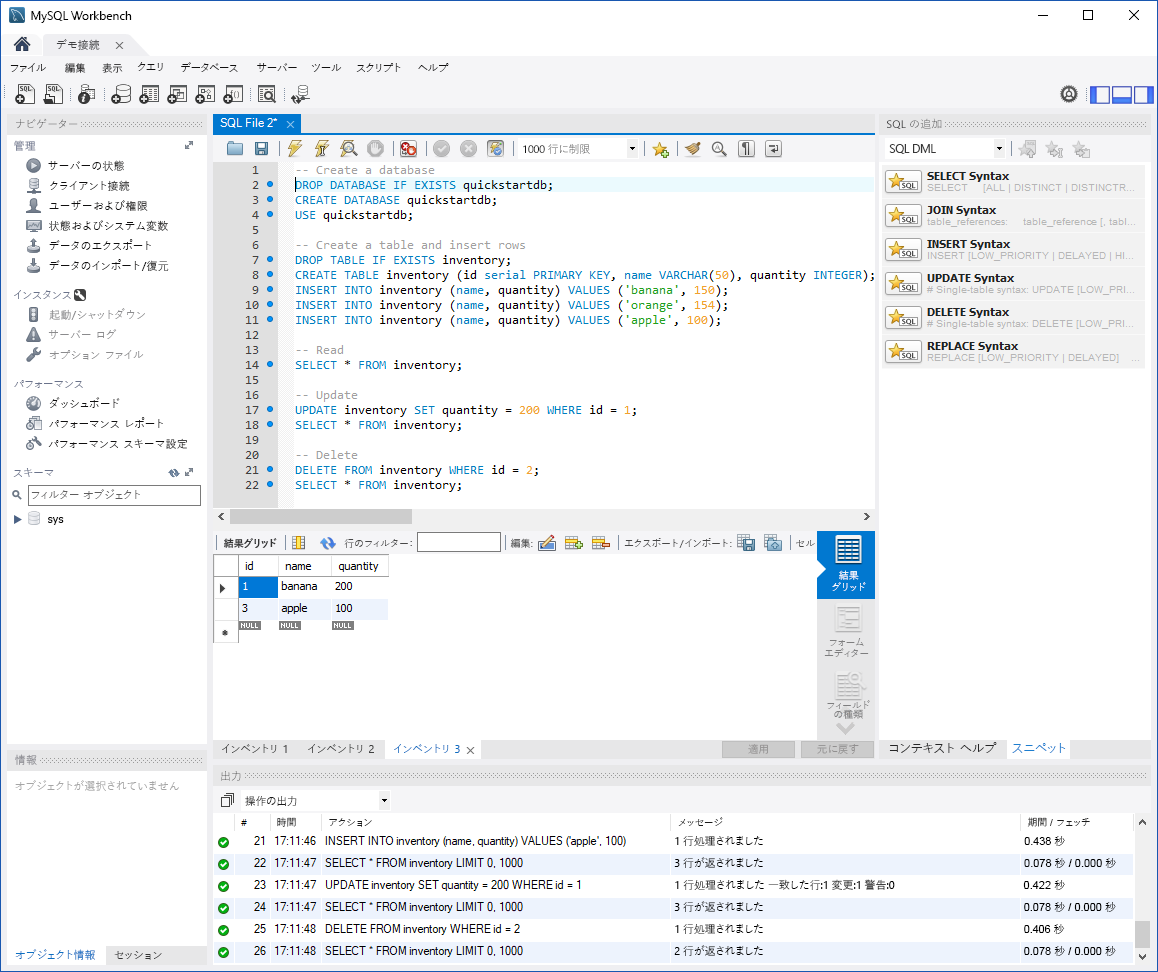 MySQL Workbench
デモ接続
ファイル 編集 表示 クエリ データベース サーバー ツール スクリプト ヘルプ
ナビゲーター
管理
サーバーの状態
クライアント接続
ユーザーおよび権限
状態およびシステム変数
データのエクスポート
データのインポート/復元
インスタンス
起動/シャットダウン
サーバー ログ
オプション ファイル
パフォーマンス
ダッシュボード
パフォーマンス レポート
パフォーマンス スキーマ設定
スキーマ
フィルター オブジェクト
sys
情報
オブジェクトが選択されていません
オブジェクト情報 セッション
SQL File 2*
1000 行に制限
1 -- Create a database
2 DROP DATABASE IF EXISTS quickstartdb;
3 CREATE DATABASE quickstartdb;
4 USE quickstartdb;
5
6 -- Create a table and insert rows
7 DROP TABLE IF EXISTS inventory;
8 CREATE TABLE inventory (id serial PRIMARY KEY, name VARCHAR(50), quantity INTEGER);
9 INSERT INTO inventory (name, quantity) VALUES ('banana', 150);
10 INSERT INTO inventory (name, quantity) VALUES ('orange', 154);
11 INSERT INTO inventory (name, quantity) VALUES ('apple', 100);
12
13 -- Read
14 SELECT * FROM inventory;
15
16 -- Update
17 UPDATE inventory SET quantity = 200 WHERE id = 1;
18 SELECT * FROM inventory;
19
20 -- Delete
21 DELETE FROM inventory WHERE id = 2;
22 SELECT * FROM inventory;
結果グリッド 行のフィルター: 編集: エクスポート/インポート: セル
id name quantity
1 banana 200
3 apple 100
NULL NULL NULL
結果
グリッド
フォーム
エディター
フィールド
の種類
インベントリ 1 インベントリ 2 インベントリ 3 適用 元に戻す
SQL の追加
SQL DML
SELECT Syntax
SELECT [ALL | DISTINCT | DISTINCTR...
JOIN Syntax
table_references: table_reference [, tabl...
INSERT Syntax
INSERT [LOW_PRIORITY | DELAYED | HI...
UPDATE Syntax
# Single-table syntax: UPDATE [LOW_PRI...
DELETE Syntax
# Single-table syntax: DELETE [LOW_PRI...
REPLACE Syntax
REPLACE [LOW_PRIORITY | DELAYED] ...
コンテキスト ヘルプ スニペット
出力
操作の出力
# 時間 アクション メッセージ 期間 / フェッチ
21 17:11:46 INSERT INTO inventory (name, quantity) VALUES ('apple', 100) 1 行処理されました 0.438 秒
22 17:11:47 SELECT * FROM inventory LIMIT 0, 1000 3 行が返されました 0.078 秒 / 0.000 秒
23 17:11:47 UPDATE inventory SET quantity = 200 WHERE id = 1 1 行処理されました 一致した行:1 変更:1 警告:0 0.422 秒
24 17:11:47 SELECT * FROM inventory LIMIT 0, 1000 3 行が返されました 0.078 秒 / 0.000 秒
25 17:11:48 DELETE FROM inventory WHERE id = 2 1 行処理されました 0.406 秒
26 17:11:48 SELECT * FROM inventory LIMIT 0, 1000 2 行が返されました 0.078 秒 / 0.000 秒